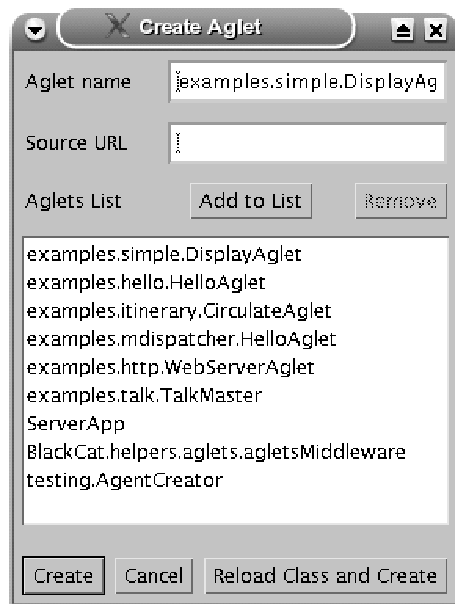 Create Aglet
Aglet name examples.simple.DisplayAg
Source URL
Aglets List Add to List Remove
examples.simple.DisplayAglet
examples.hello.HelloAglet
examples.itinerary.CirculateAglet
examples.mdispatcher.HelloAglet
examples.http.WebServerAglet
examples.talk.TalkMaster
ServerApp
BlackCat.helpers.aglets.agletsMiddleware
testing.AgentCreator
Create Cancel Reload Class and Create